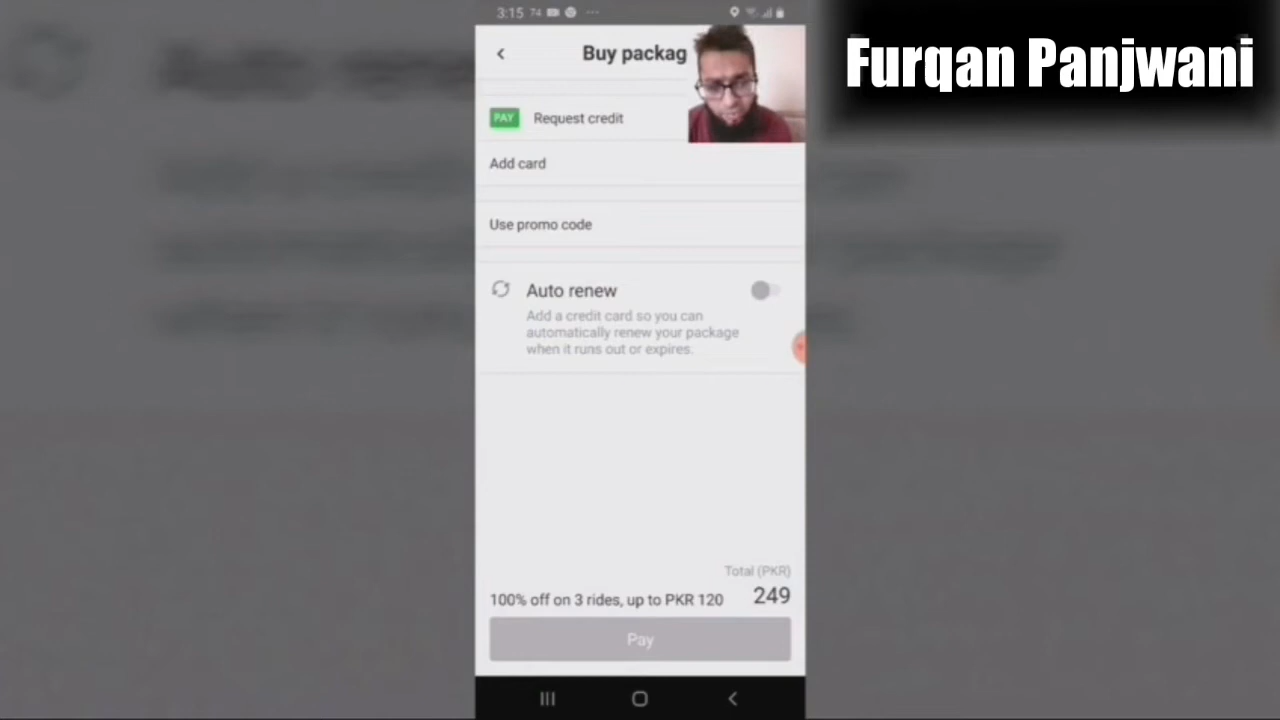 3:15 74 ...
Furqan Panjwani
Buy packag
PAY Request credit
Add card
Use promo code
Auto renew
Add a credit card so you can
automatically renew your package
when it runs out or expires.
Total (PKR)
100% off on 3 rides, up to PKR 120 249
Pay